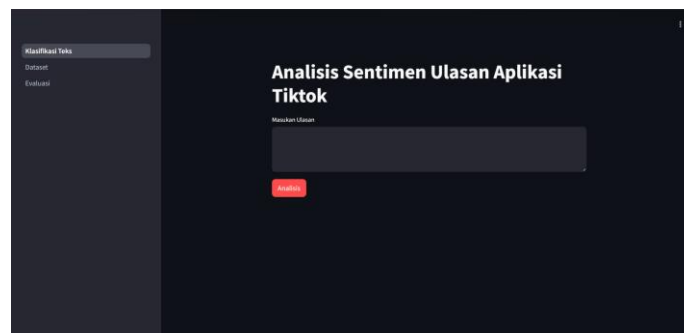 Klasifikasi Teks
Dataset
Evaluasi
Analisis Sentimen Ulasan Aplikasi
Tiktok
Masukan Ulasan
Analisis